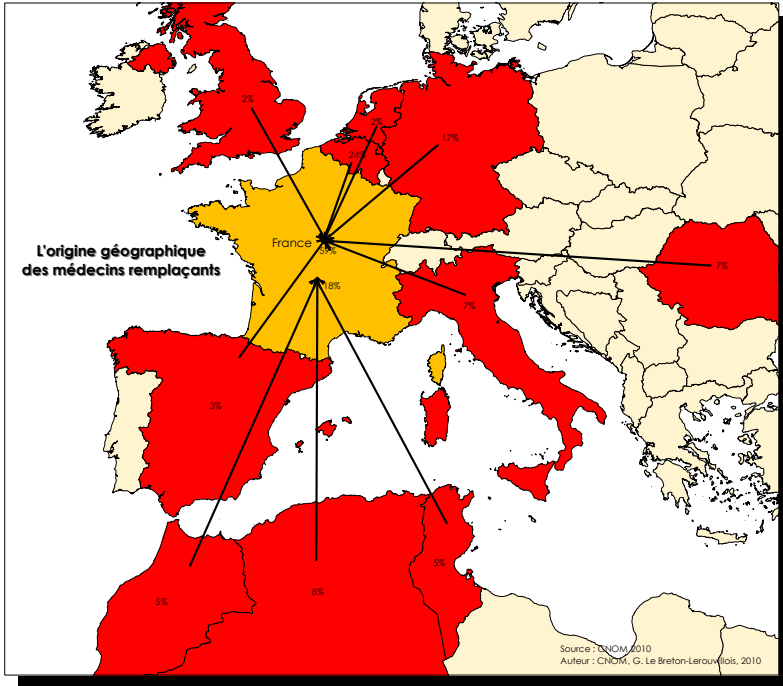 2%
2%
17%
24%
France
L'origine géographique
des médecins remplaçants
18%
7%
7%
3%
5%
8%
Source : CNOM 2010
Auteur : CNOM, G. Le Breton-Lerouvillois, 2010